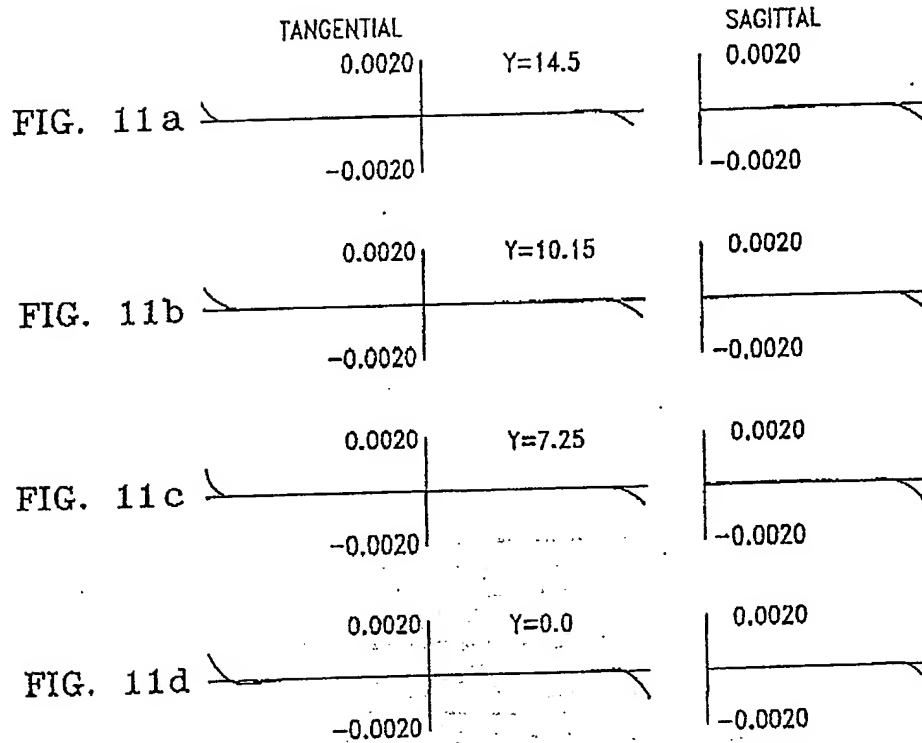 TANGENTIAL SAGITTAL
0.0020 Y=14.5 0.0020
FIG. 11a
-0.0020 -0.0020
0.0020 Y=10.15 0.0020
FIG. 11b
-0.0020 -0.0020
0.0020 Y=7.25 0.0020
FIG. 11c
-0.0020 -0.0020
0.0020 Y=0.0 0.0020
FIG. 11d
-0.0020 -0.0020